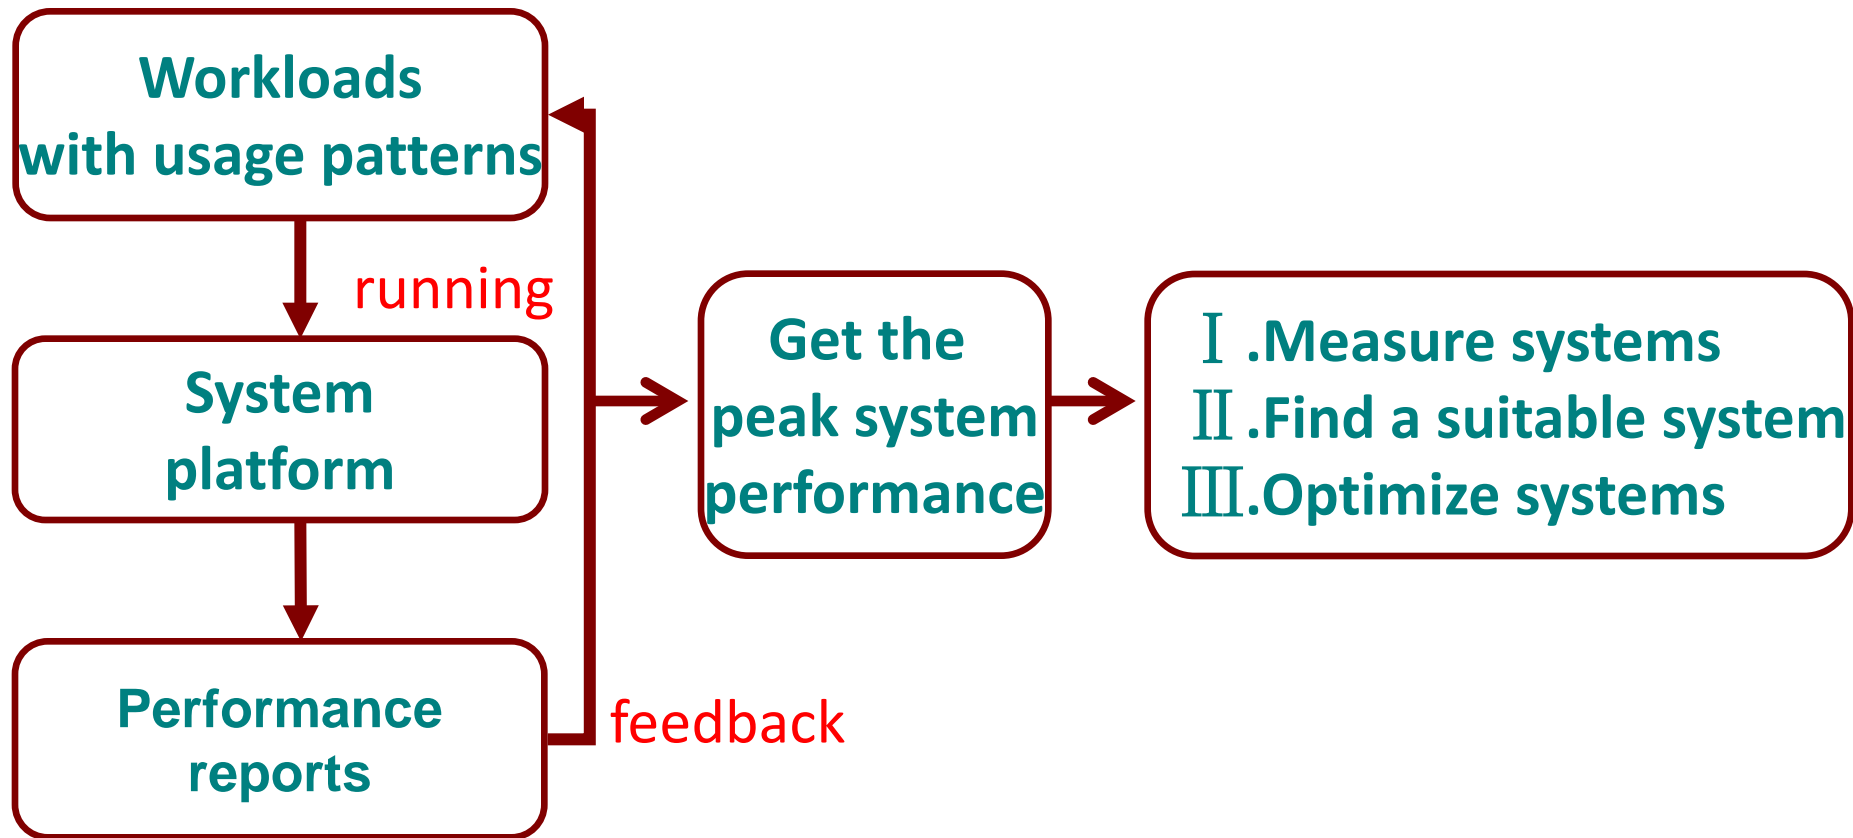 Workloads
with usage patterns
running
System
platform
Performance
reports
feedback
Get the
peak system
performance
Ⅰ.Measure systems
Ⅱ.Find a suitable system
Ⅲ.Optimize systems